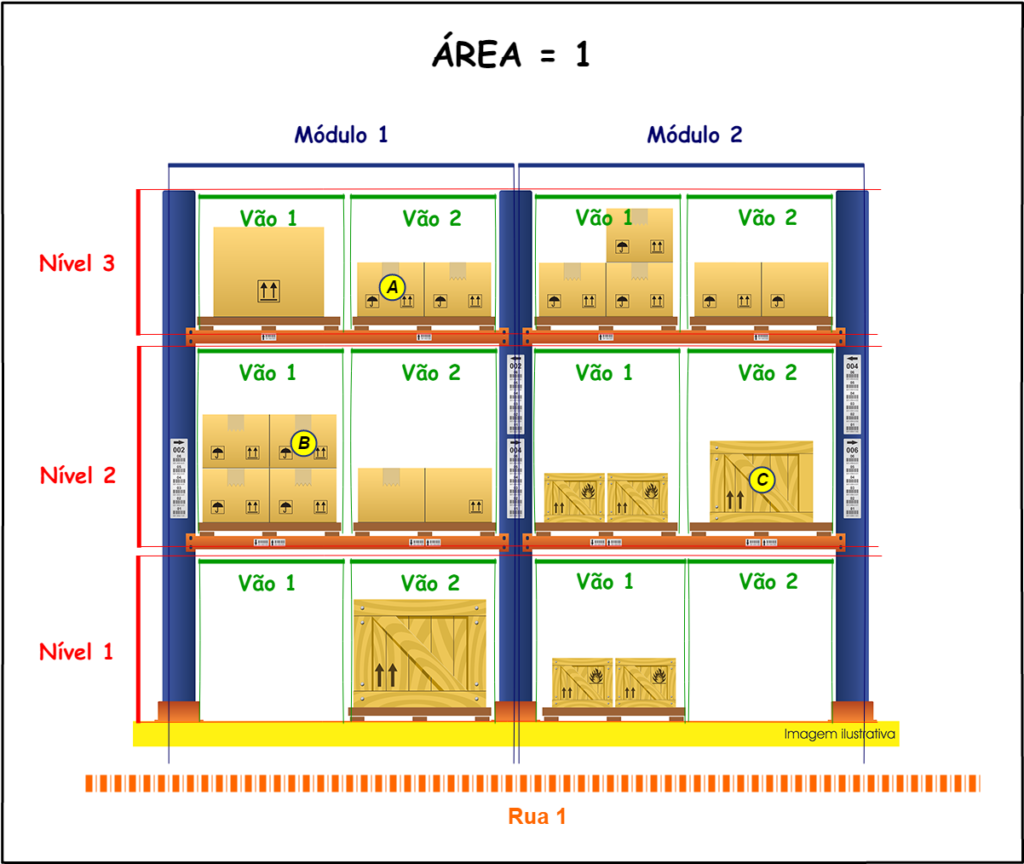 ÁREA = 1
Módulo 1 Módulo 2
Nível 3
Vão 1 Vão 2 Vão 1 Vão 2
A
Nível 2
Vão 1 Vão 2 Vão 1 Vão 2
002 004
B
002 004 006
C
Nível 1
Vão 1 Vão 2 Vão 1 Vão 2
Imagem ilustrativa
Rua 1